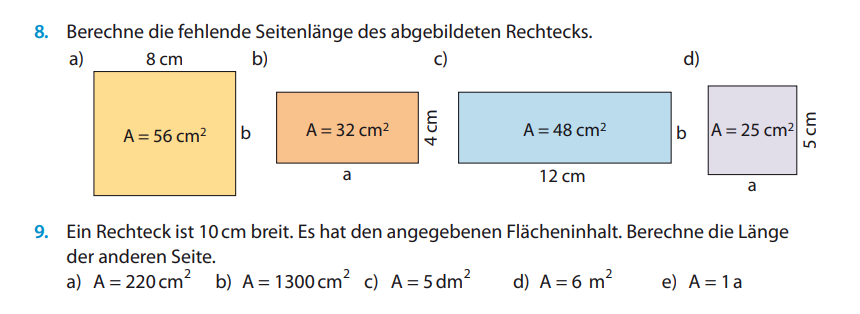 8. Berechne die fehlende Seitenlänge des abgebildeten Rechtecks.
a) 8 cm b) c) d)
A = 56 cm² b A = 32 cm² 4 cm A = 48 cm² b A = 25 cm² 5 cm
a 12 cm a
9. Ein Rechteck ist 10 cm breit. Es hat den angegebenen Flächeninhalt. Berechne die Länge
der anderen Seite.
a) A = 220 cm² b) A = 1300 cm² c) A = 5 dm² d) A = 6 m² e) A = 1 a